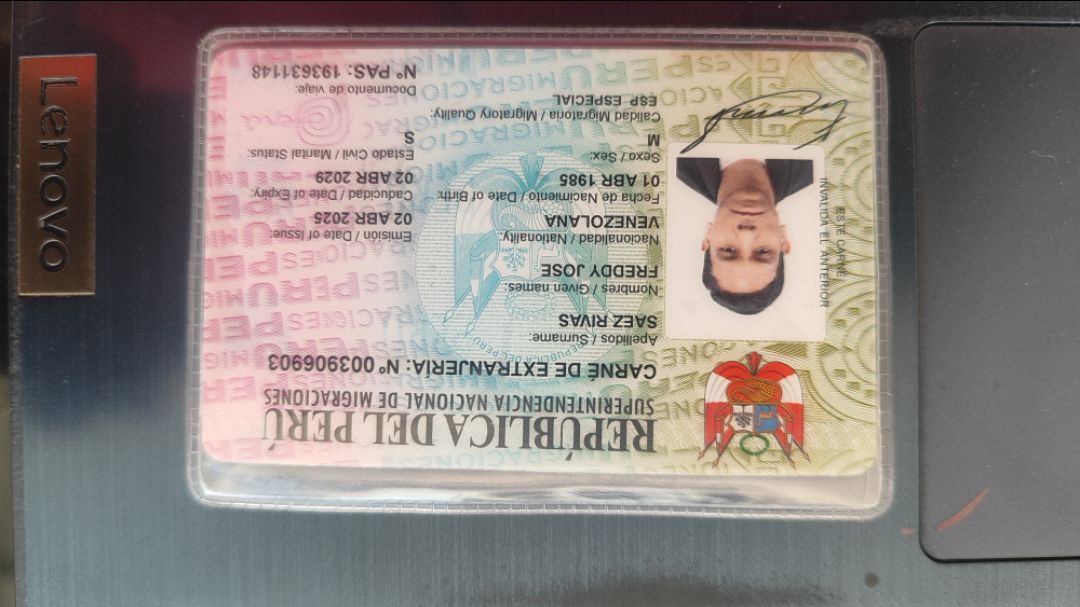 REPÚBLICA DEL PERÚ
SUPERINTENDENCIA NACIONAL DE MIGRACIONES
CARNÉ DE EXTRANJERÍA: Nº 003906903
Apellidos / Surname:
SAEZ RIVAS
Nombres / Given names:
FREDDY JOSE
Nacionalidad / Nationality:
VENEZOLANA
Emisión / Date of Issue:
02 ABR 2025
Fecha de Nacimiento / Date of Birth:
01 ABR 1985
Caducidad / Date of Expiry:
02 ABR 2029
Sexo / Sex:
M
Estado Civil / Marital Status:
S
Calidad Migratoria / Migratory Quality:
ESP ESPECIAL
Documento de viaje:
Nº PAS: 193631148
ESTE CARNE
INVALIDA EL ANTERIOR
Lenovo